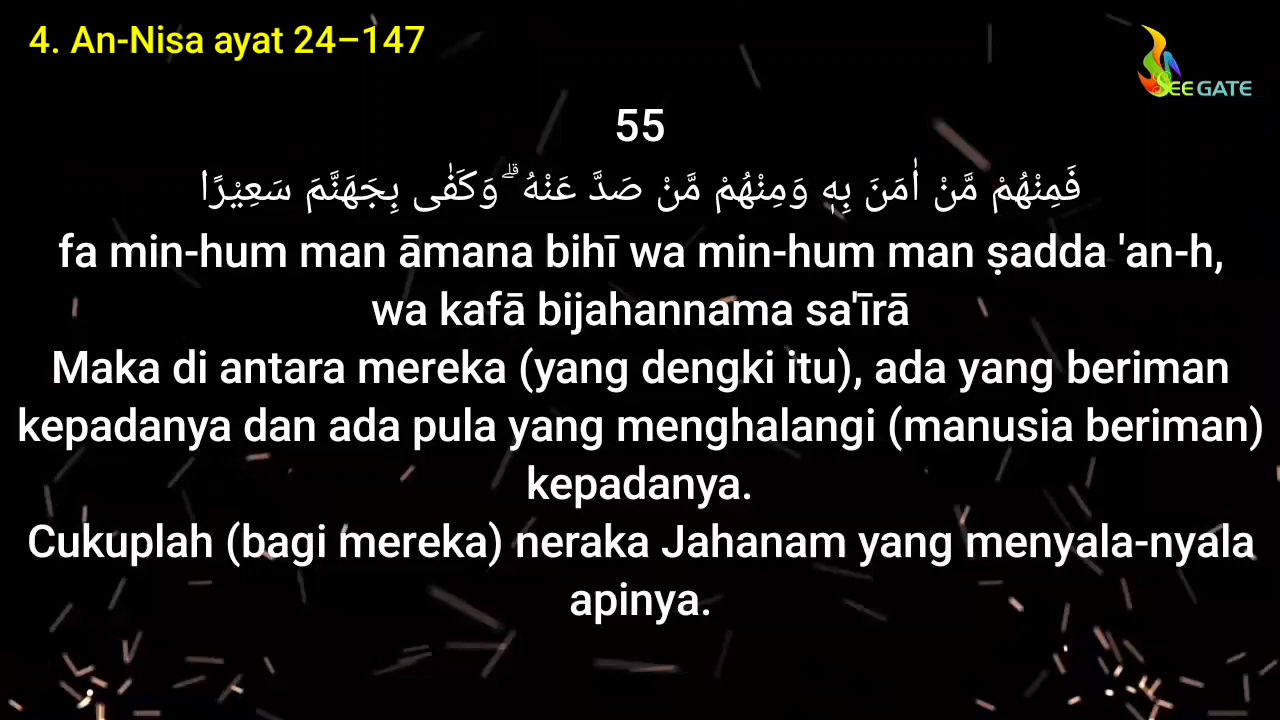 4. An-Nisa ayat 24–147
SEE GATE
55
فَمِنْهُمْ مَّنْ اٰمَنَ بِهٖ وَمِنْهُمْ مَّنْ صَدَّ عَنْهُ ۗ وَكَفٰى بِجَهَنَّمَ سَعِيْرًا
fa min-hum man āmana bihī wa min-hum man ṣadda 'an-h,
wa kafā bijahannama sa'īrā
Maka di antara mereka (yang dengki itu), ada yang beriman
kepadanya dan ada pula yang menghalangi (manusia beriman)
kepadanya.
Cukuplah (bagi mereka) neraka Jahanam yang menyala-nyala
apinya.